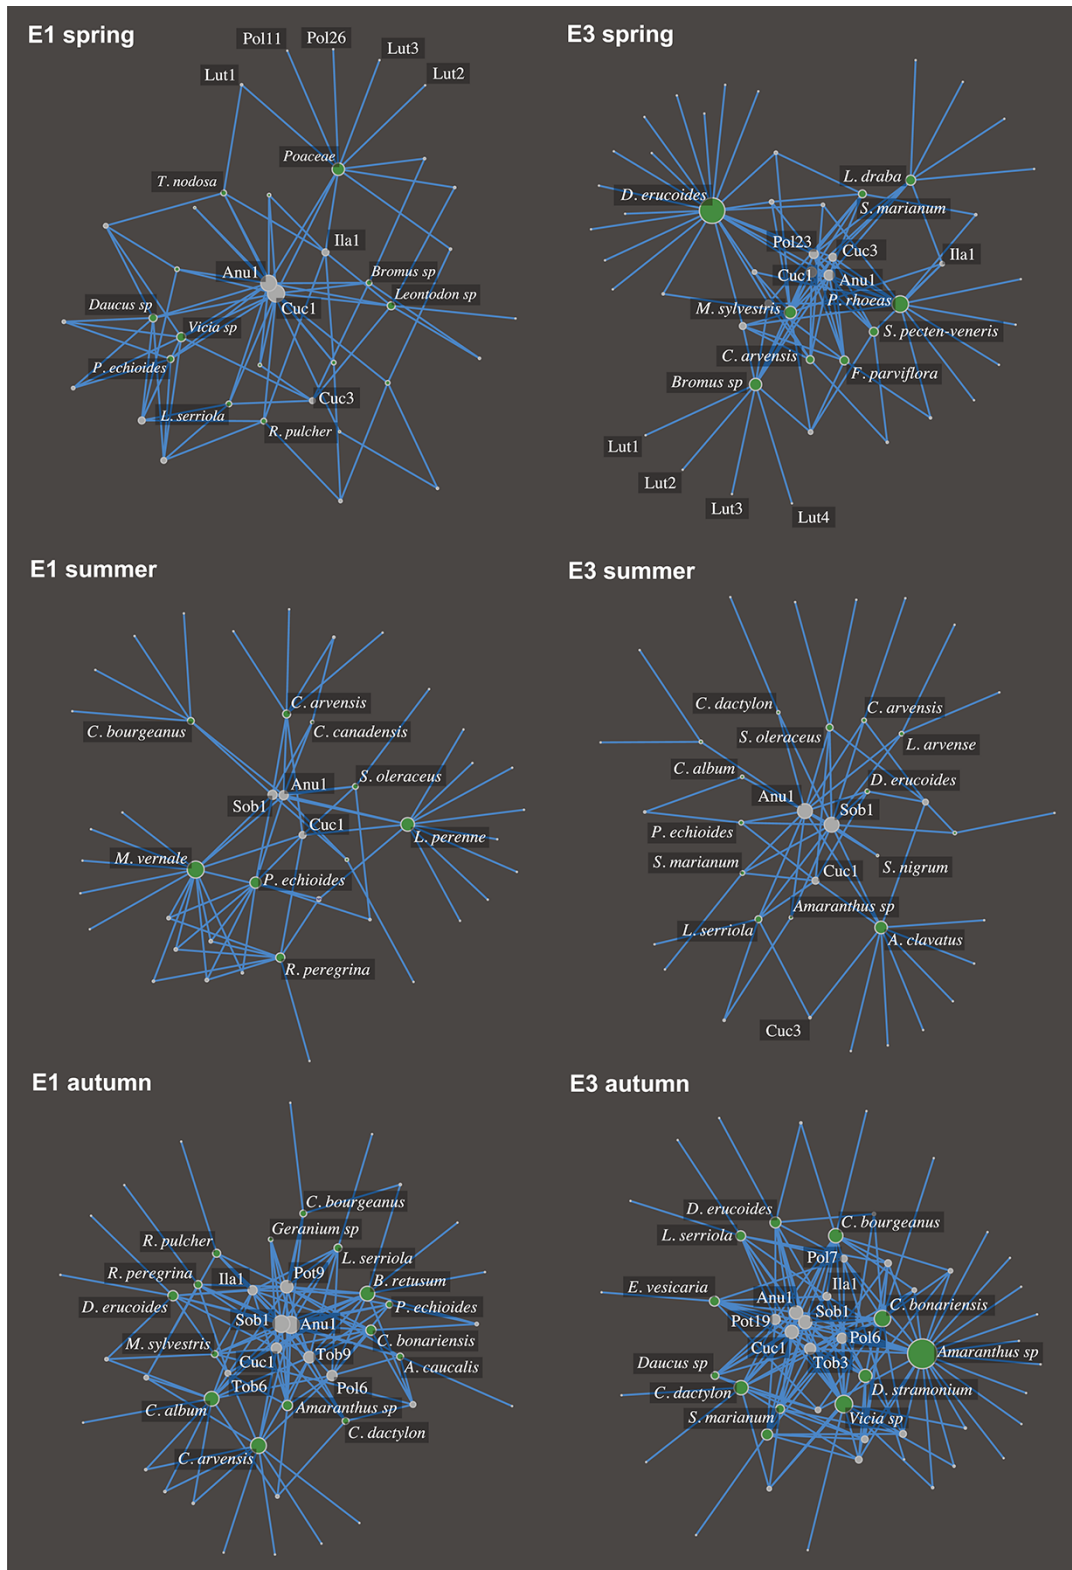 E1 spring
Pol11
Pol26
Lut3
Lut1
Lut2
Poaceae
T. nodosa
Ila1
Anu1
Bromus sp
Leontodon sp
Daucus sp
Cuc1
Vicia sp
P. echioides
Cuc3
L. serriola
R. pulcher
E3 spring
L. draba
D. erucoides
S. marianum
Pol23
Cuc3
Ila1
Cuc1
Anu1
M. sylvestris
P. rhoeas
S. pecten-veneris
C. arvensis
F. parviflora
Bromus sp
Lut1
Lut2
Lut3
Lut4
E1 summer
C. arvensis
C. bourgeanus
C. canadensis
S. oleraceus
Anu1
Sob1
Cuc1
L. perenne
M. vernale
P. echioides
R. peregrina
E3 summer
C. dactylon
C. arvensis
S. oleraceus
L. arvense
C. album
D. erucoides
Anu1
Sob1
P. echioides
S. marianum
Cuc1
S. nigrum
Amaranthus sp
L. serriola
A. clavatus
Cuc3
E1 autumn
C. bourgeanus
Geranium sp
R. pulcher
L. serriola
R. peregrina
Ila1
Pot9
B. retusum
D. erucoides
P. echioides
Sob1
Anu1
C. bonariensis
M. sylvestris
Cuc1
Tob9
A. caucalis
Tob6
Pol6
C. album
Amaranthus sp
C. dactylon
C. arvensis
E3 autumn
D. erucoides
L. serriola
C. bourgeanus
Pol7
E. vesicaria
Ila1
Anu1
Sob1
C. bonariensis
Pot19
Cuc1
Pol6
Tob3
Amaranthus sp
Daucus sp
C. dactylon
D. stramonium
S. marianum
Vicia sp